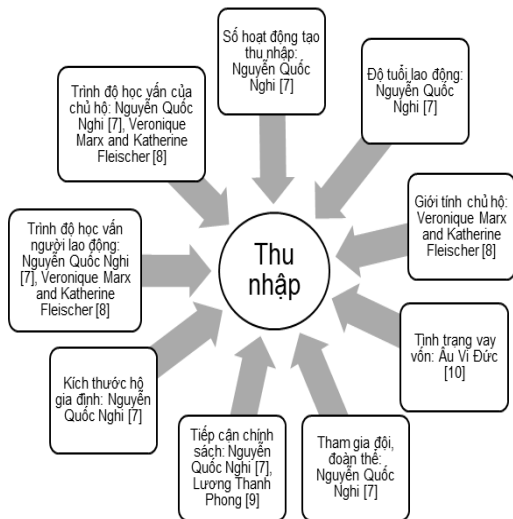 Số hoạt động tạo
thu nhập:
Nguyễn Quốc
Nghi [7]
Độ tuổi lao động:
Nguyễn Quốc
Nghi [7]
Giới tính chủ hộ:
Veronique Marx
and Katherine
Fleischer [8]
Tình trạng vay
vốn: Âu Vi Đức
[10]
Tham gia đội,
đoàn thể:
Nguyễn Quốc
Nghi [7]
Tiếp cận chính
sách: Nguyễn
Quốc Nghi [7],
Lương Thanh
Phong [9]
Kích thước hộ
gia định: Nguyễn
Quốc Nghi [7]
Trình độ học vấn
người lao động:
Nguyễn Quốc Nghi
[7], Veronique Marx
and Katherine
Fleischer [8]
Trình độ học vấn của
chủ hộ: Nguyễn Quốc
Nghi [7], Veronique
Marx and Katherine
Fleischer [8]
Thu
nhập